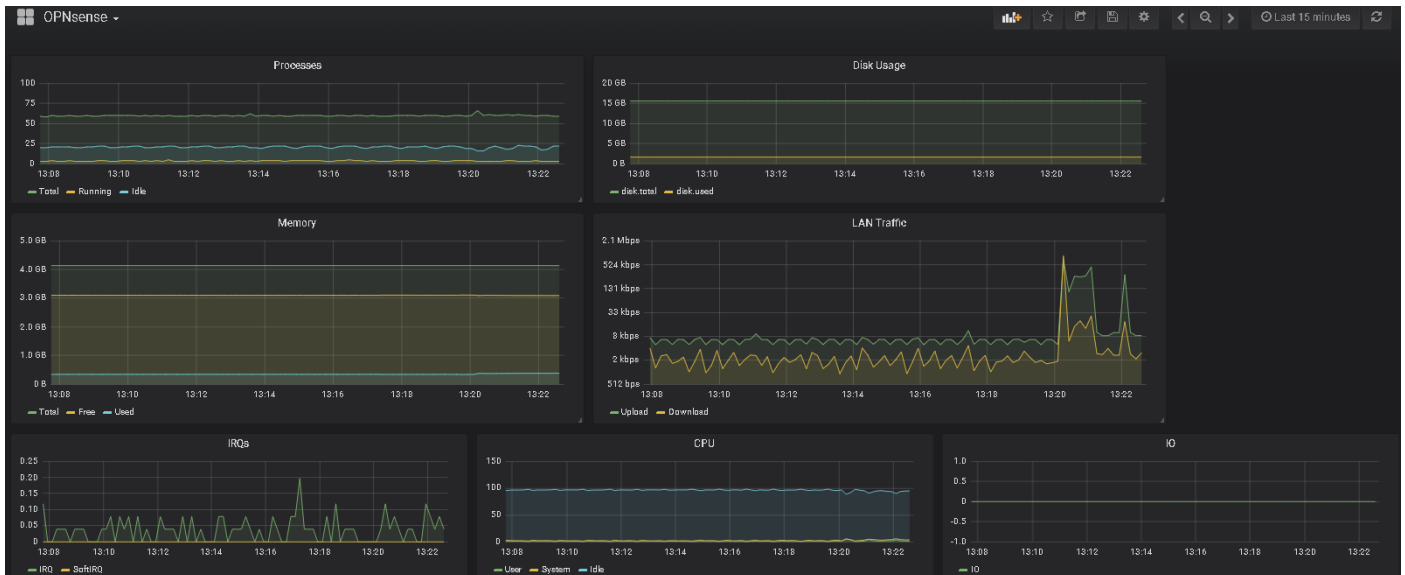 OPNsense
Last 15 minutes
Processes
100
75
50
25
0
13:08 13:10 13:12 13:14 13:16 13:18 13:20 13:22
Total Running Idle
Disk Usage
20 GB
15 GB
10 GB
5 GB
0 B
13:08 13:10 13:12 13:14 13:16 13:18 13:20 13:22
disk.total disk.used
Memory
5.0 GB
4.0 GB
3.0 GB
2.0 GB
1.0 GB
0 B
13:08 13:10 13:12 13:14 13:16 13:18 13:20 13:22
Total Free Used
LAN Traffic
2.1 Mbps
524 kbps
131 kbps
33 kbps
8 kbps
2 kbps
512 bps
13:08 13:10 13:12 13:14 13:16 13:18 13:20 13:22
Upload Download
IRQs
0.25
0.20
0.15
0.10
0.05
0
13:08 13:10 13:12 13:14 13:16 13:18 13:20 13:22
IRQ SoftIRQ
CPU
150
100
50
0
13:08 13:10 13:12 13:14 13:16 13:18 13:20 13:22
User System Idle
IO
1.0
0.5
0
-0.5
-1.0
13:08 13:10 13:12 13:14 13:16 13:18 13:20 13:22
IO